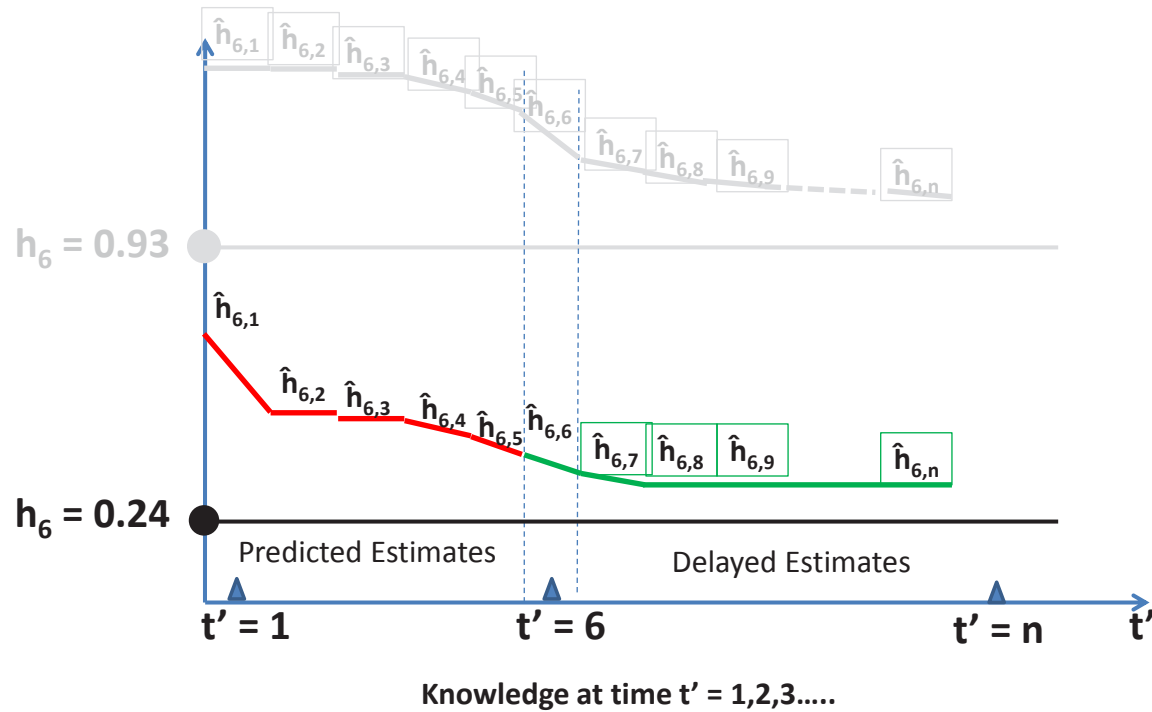 ĥ6,1 ĥ6,2 ĥ6,3 ĥ6,4 ĥ6,5 ĥ6,6 ĥ6,7 ĥ6,8 ĥ6,9 ĥ6,n
h6 = 0.93
ĥ6,1
ĥ6,2 ĥ6,3 ĥ6,4 ĥ6,5 ĥ6,6 ĥ6,7 ĥ6,8 ĥ6,9 ĥ6,n
h6 = 0.24
Predicted Estimates Delayed Estimates
t’ = 1 t’ = 6 t’ = n t’
Knowledge at time t’ = 1,2,3…..